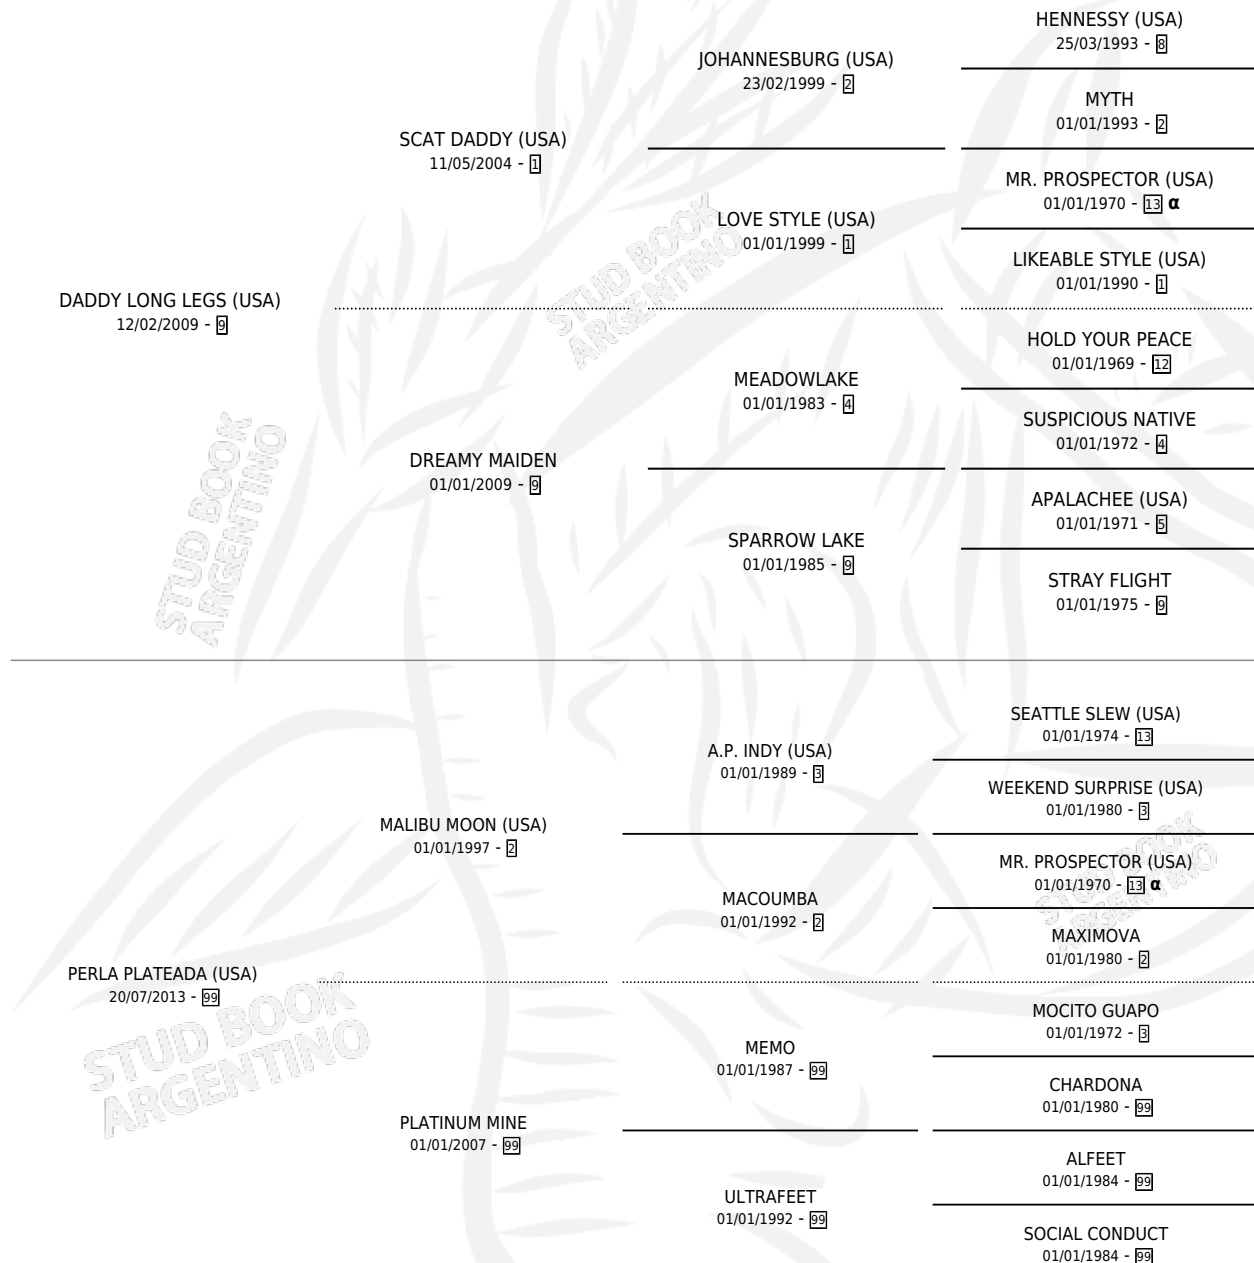 HENNESSY (USA)
25/03/1993 - 8
JOHANNESBURG (USA)
23/02/1999 - 2
MYTH
01/01/1993 - 2
SCAT DADDY (USA)
11/05/2004 - 1
MR. PROSPECTOR (USA)
01/01/1970 - 13 α
LOVE STYLE (USA)
01/01/1999 - 1
LIKEABLE STYLE (USA)
01/01/1990 - 1
DADDY LONG LEGS (USA)
12/02/2009 - 9
HOLD YOUR PEACE
01/01/1969 - 12
MEADOWLAKE
01/01/1983 - 4
SUSPICIOUS NATIVE
01/01/1972 - 4
DREAMY MAIDEN
01/01/2009 - 9
APALACHEE (USA)
01/01/1971 - 5
SPARROW LAKE
01/01/1985 - 9
STRAY FLIGHT
01/01/1975 - 9
SEATTLE SLEW (USA)
01/01/1974 - 13
A.P. INDY (USA)
01/01/1989 - 3
WEEKEND SURPRISE (USA)
01/01/1980 - 3
MALIBU MOON (USA)
01/01/1997 - 2
MR. PROSPECTOR (USA)
01/01/1970 - 13 α
MACOUMBA
01/01/1992 - 2
MAXIMOVA
01/01/1980 - 2
PERLA PLATEADA (USA)
20/07/2013 - 99
MOCITO GUAPO
01/01/1972 - 3
MEMO
01/01/1987 - 99
CHARDONA
01/01/1980 - 99
PLATINUM MINE
01/01/2007 - 99
ALFEET
01/01/1984 - 99
ULTRAFEET
01/01/1992 - 99
SOCIAL CONDUCT
01/01/1984 - 99
STUD BOOK
ARGENTINO
STUD BOOK
ARGENTINO
STUD BOOK
ARGENTINO
STUD BOOK
ARGENTINO